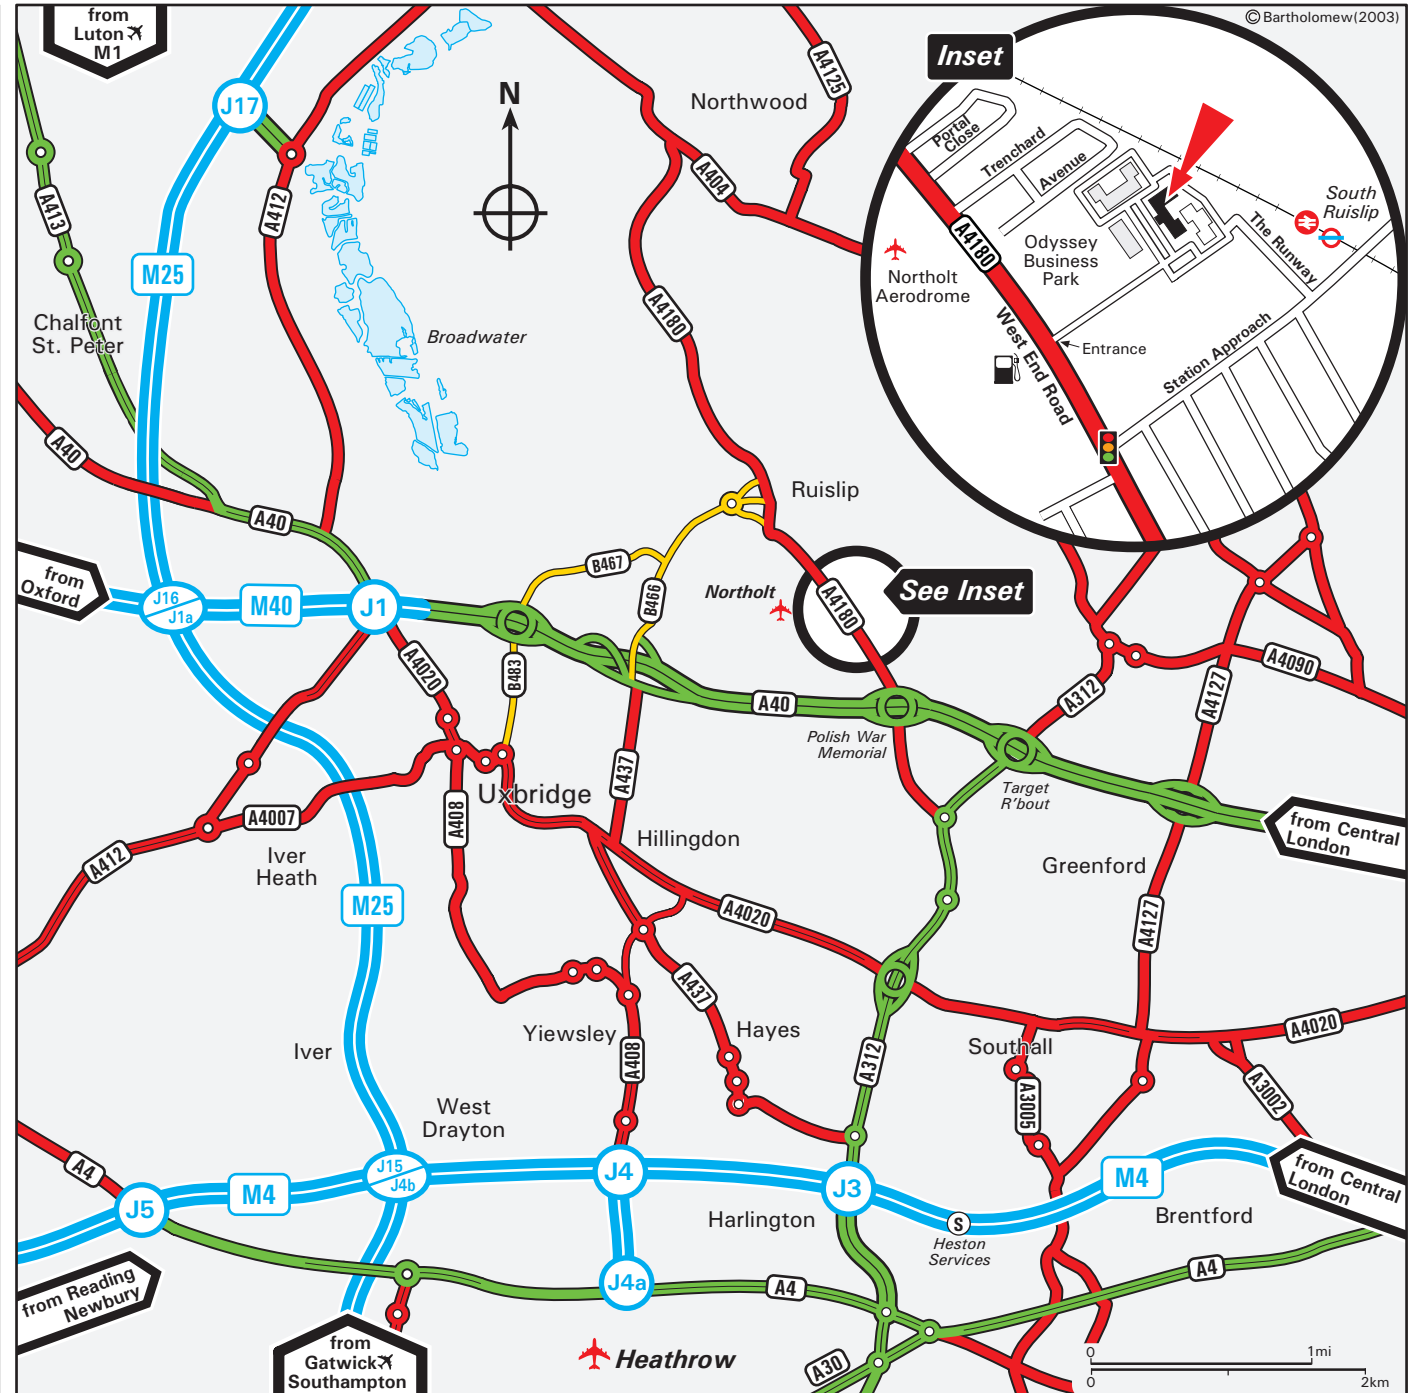 from
Luton
M1
© Bartholomew (2003)
Inset
J17
N
Northwood
A4125
A404
A413
A412
M25
Chalfont
St. Peter
Broadwater
A4180
Portal
Close
Trenchard
Avenue
A4180
Odyssey
Business
Park
Northolt
Aerodrome
South
Ruislip
The Runway
West End Road
Entrance
Station Approach
A40
A40
Ruislip
from
Oxford
J16
J1a
M40
J1
B467
B466
Northolt
A4180
See Inset
A4020
B483
A40
Polish War
Memorial
A312
A4127
A4090
Target
R'bout
A437
Uxbridge
A408
A4007
A412
Iver
Heath
Hillingdon
Greenford
from Central
London
M25
A4020
A4127
A437
Yiewsley
Hayes
A408
A312
Southall
A4020
A3005
A3002
Iver
West
Drayton
A4
J5
M4
J15
J4b
J4
J3
M4
from Central
London
Harlington
S
Heston
Services
Brentford
from Reading
Newbury
J4a
A4
A4
from
Gatwick
Southampton
Heathrow
A30
0
1mi
0
2km